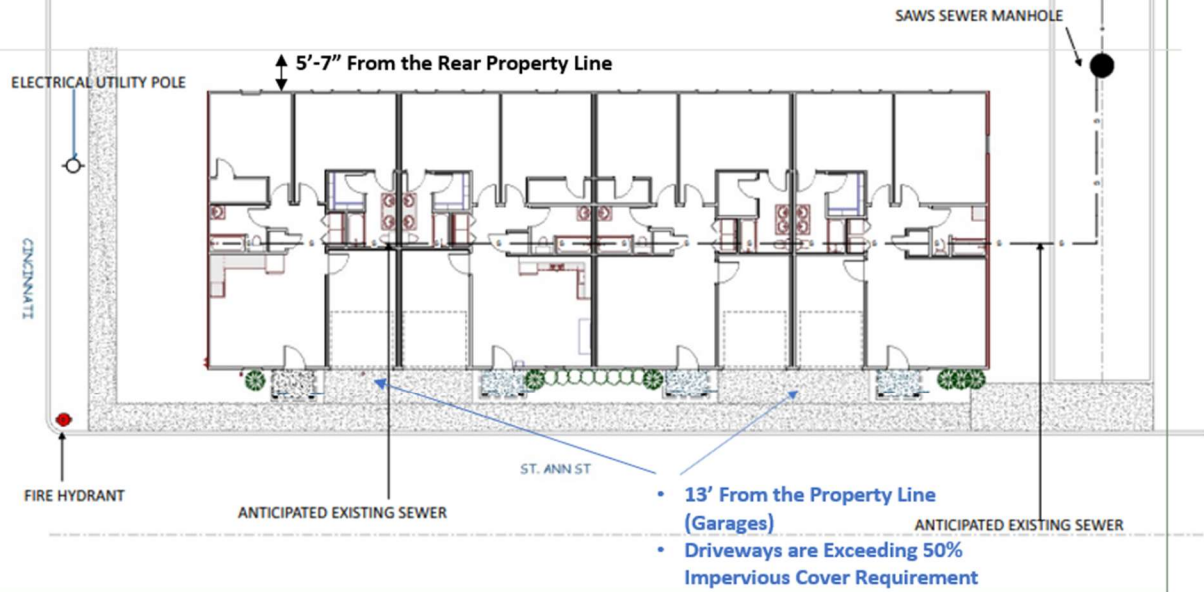 SAWS SEWER MANHOLE
5’-7” From the Rear Property Line
ELECTRICAL UTILITY POLE
CINCINNATI
ST. ANN ST
FIRE HYDRANT
ANTICIPATED EXISTING SEWER
• 13’ From the Property Line
(Garages)
ANTICIPATED EXISTING SEWER
• Driveways are Exceeding 50%
Impervious Cover Requirement